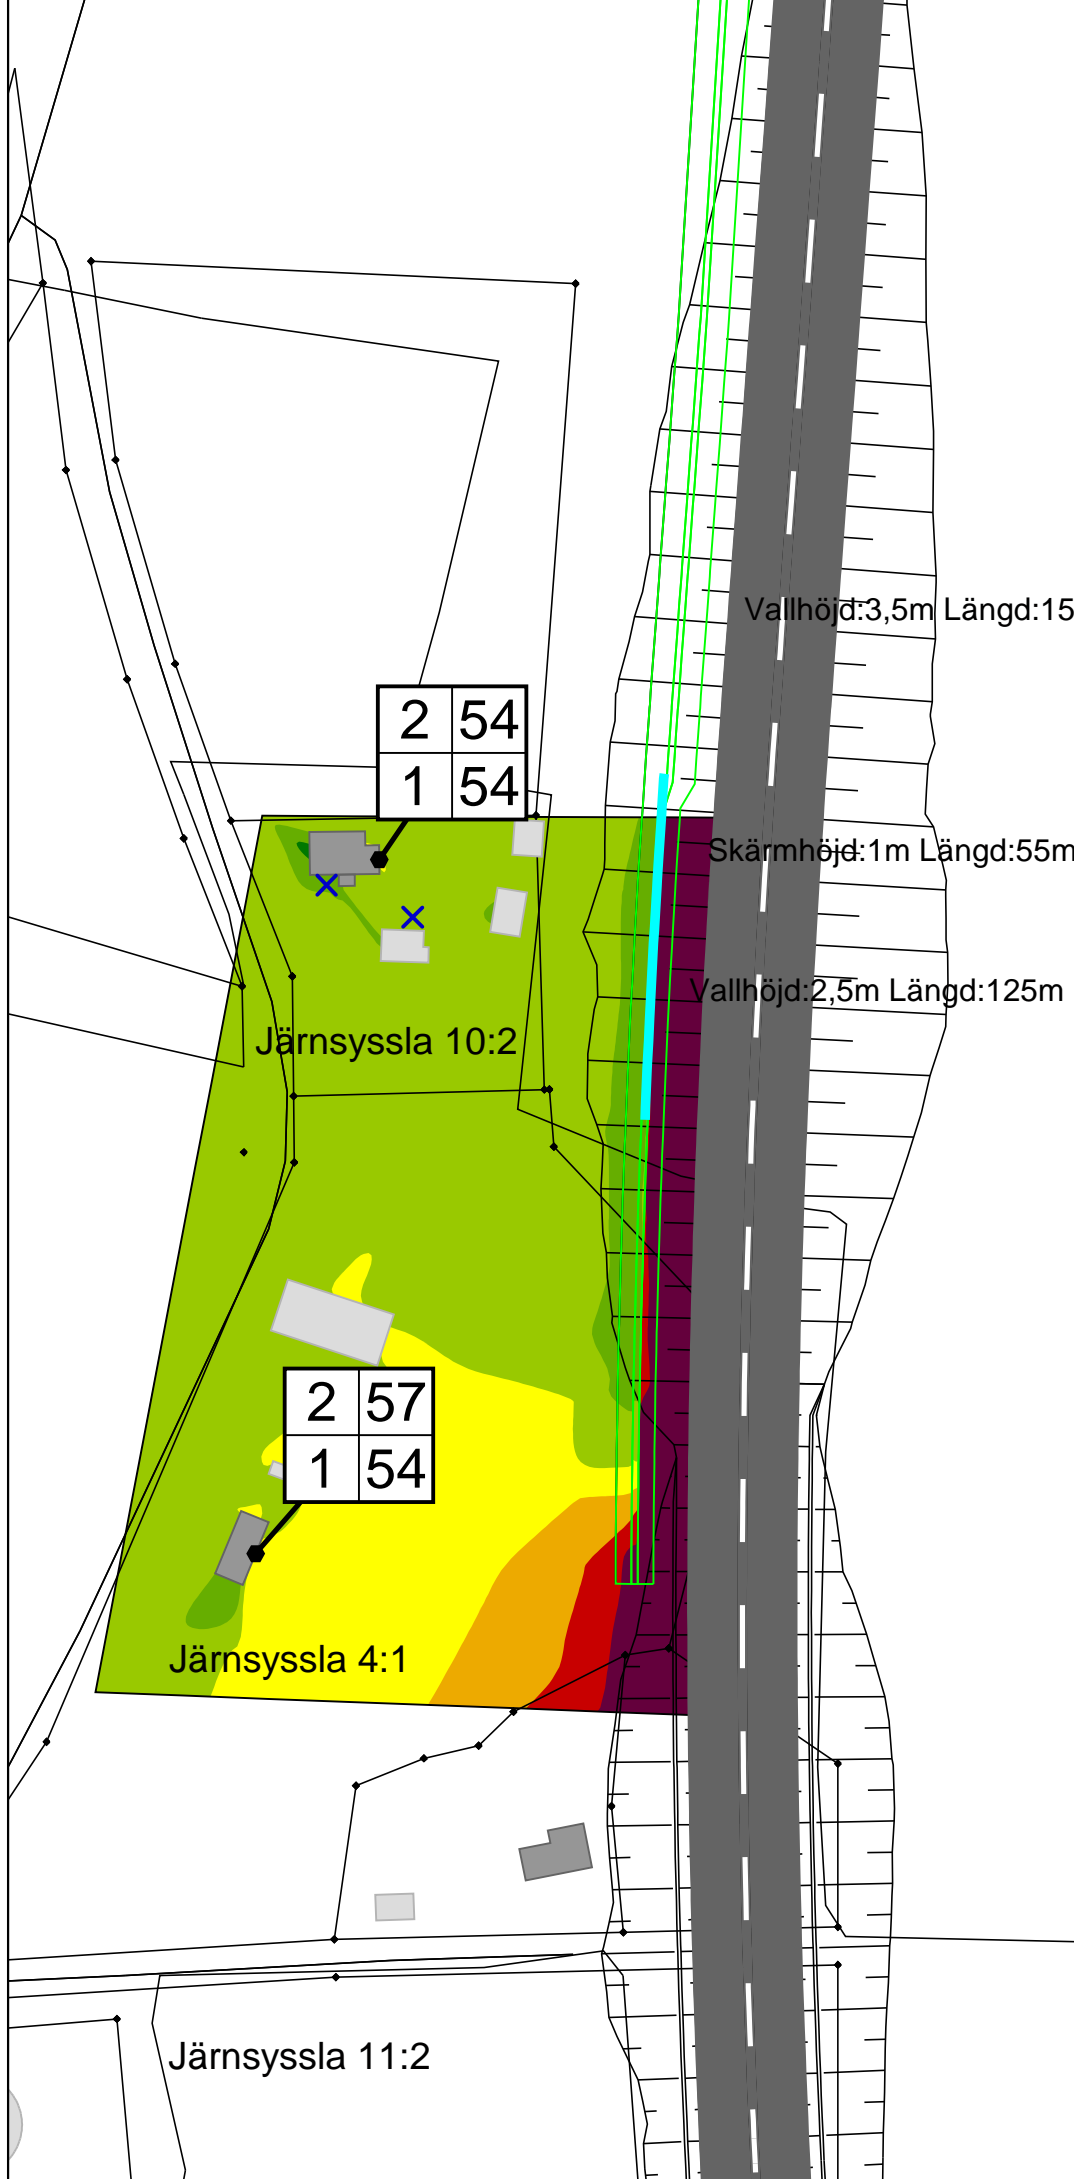 Vallhöjd:3,5m Längd:15
2 54
1 54
Skärmhöjd:1m Längd:55m
Vallhöjd:2,5m Längd:125m
Järnsyssla 10:2
2 57
1 54
Järnsyssla 4:1
Järnsyssla 11:2